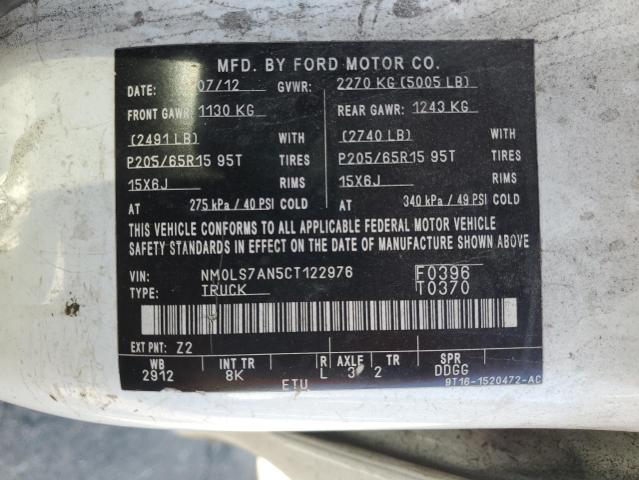 MFD. BY FORD MOTOR CO.
DATE: 07/12 GVWR: 2270 KG (5005 LB)
FRONT GAWR: 1130 KG REAR GAWR: 1243 KG
(2491 LB) WITH (2740 LB) WITH
P205/65R15 95T TIRES P205/65R15 95T TIRES
15X6J RIMS 15X6J RIMS
AT 275 kPa / 40 PSI COLD AT 340 kPa / 49 PSI COLD
THIS VEHICLE CONFORMS TO ALL APPLICABLE FEDERAL MOTOR VEHICLE
SAFETY STANDARDS IN EFFECT ON THE DATE OF MANUFACTURE SHOWN ABOVE
VIN: NM0LS7AN5CT122976 F0396
TYPE: TRUCK T0370
EXT PNT: Z2
WB INT TR R AXLE TR SPR
2912 8K L 3 2 DDGG
ETU 9T16-1520472-AC